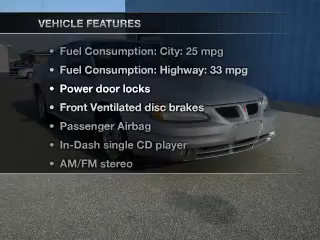 VEHICLE FEATURES
• Fuel Consumption: City: 25 mpg
• Fuel Consumption: Highway: 33 mpg
• Power door locks
• Front Ventilated disc brakes
• Passenger Airbag
• In-Dash single CD player
• AM/FM stereo